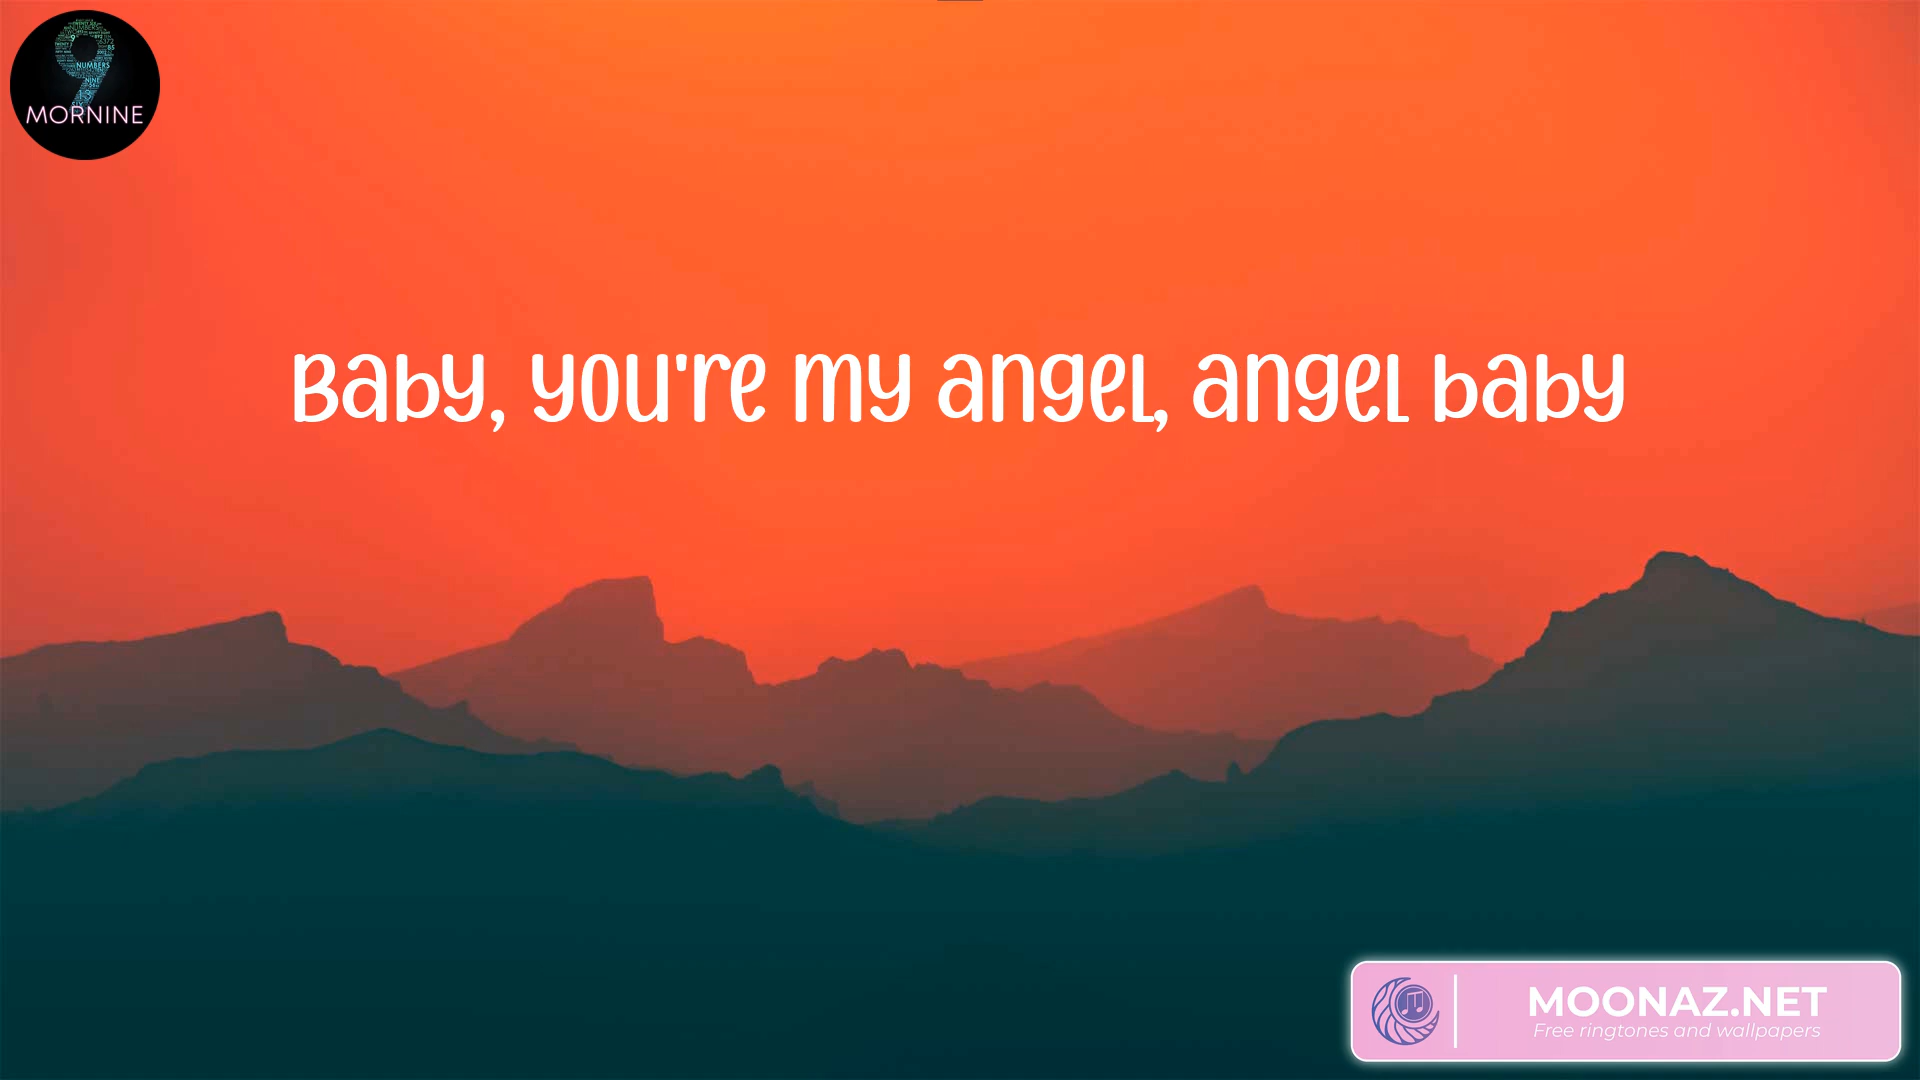 MORNINE
Baby, you're my angel, angel baby
MOONAZ.NET
Free ringtones and wallpapers